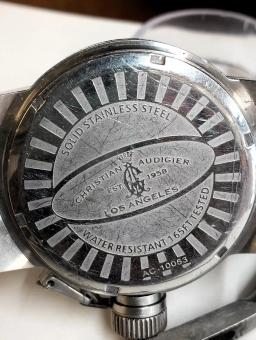 SOLID STAINLESS STEEL
CHRISTIAN AUDIGIER
EST. 1958
LOS ANGELES
WATER RESISTANT 165FT TESTED
AC-10063